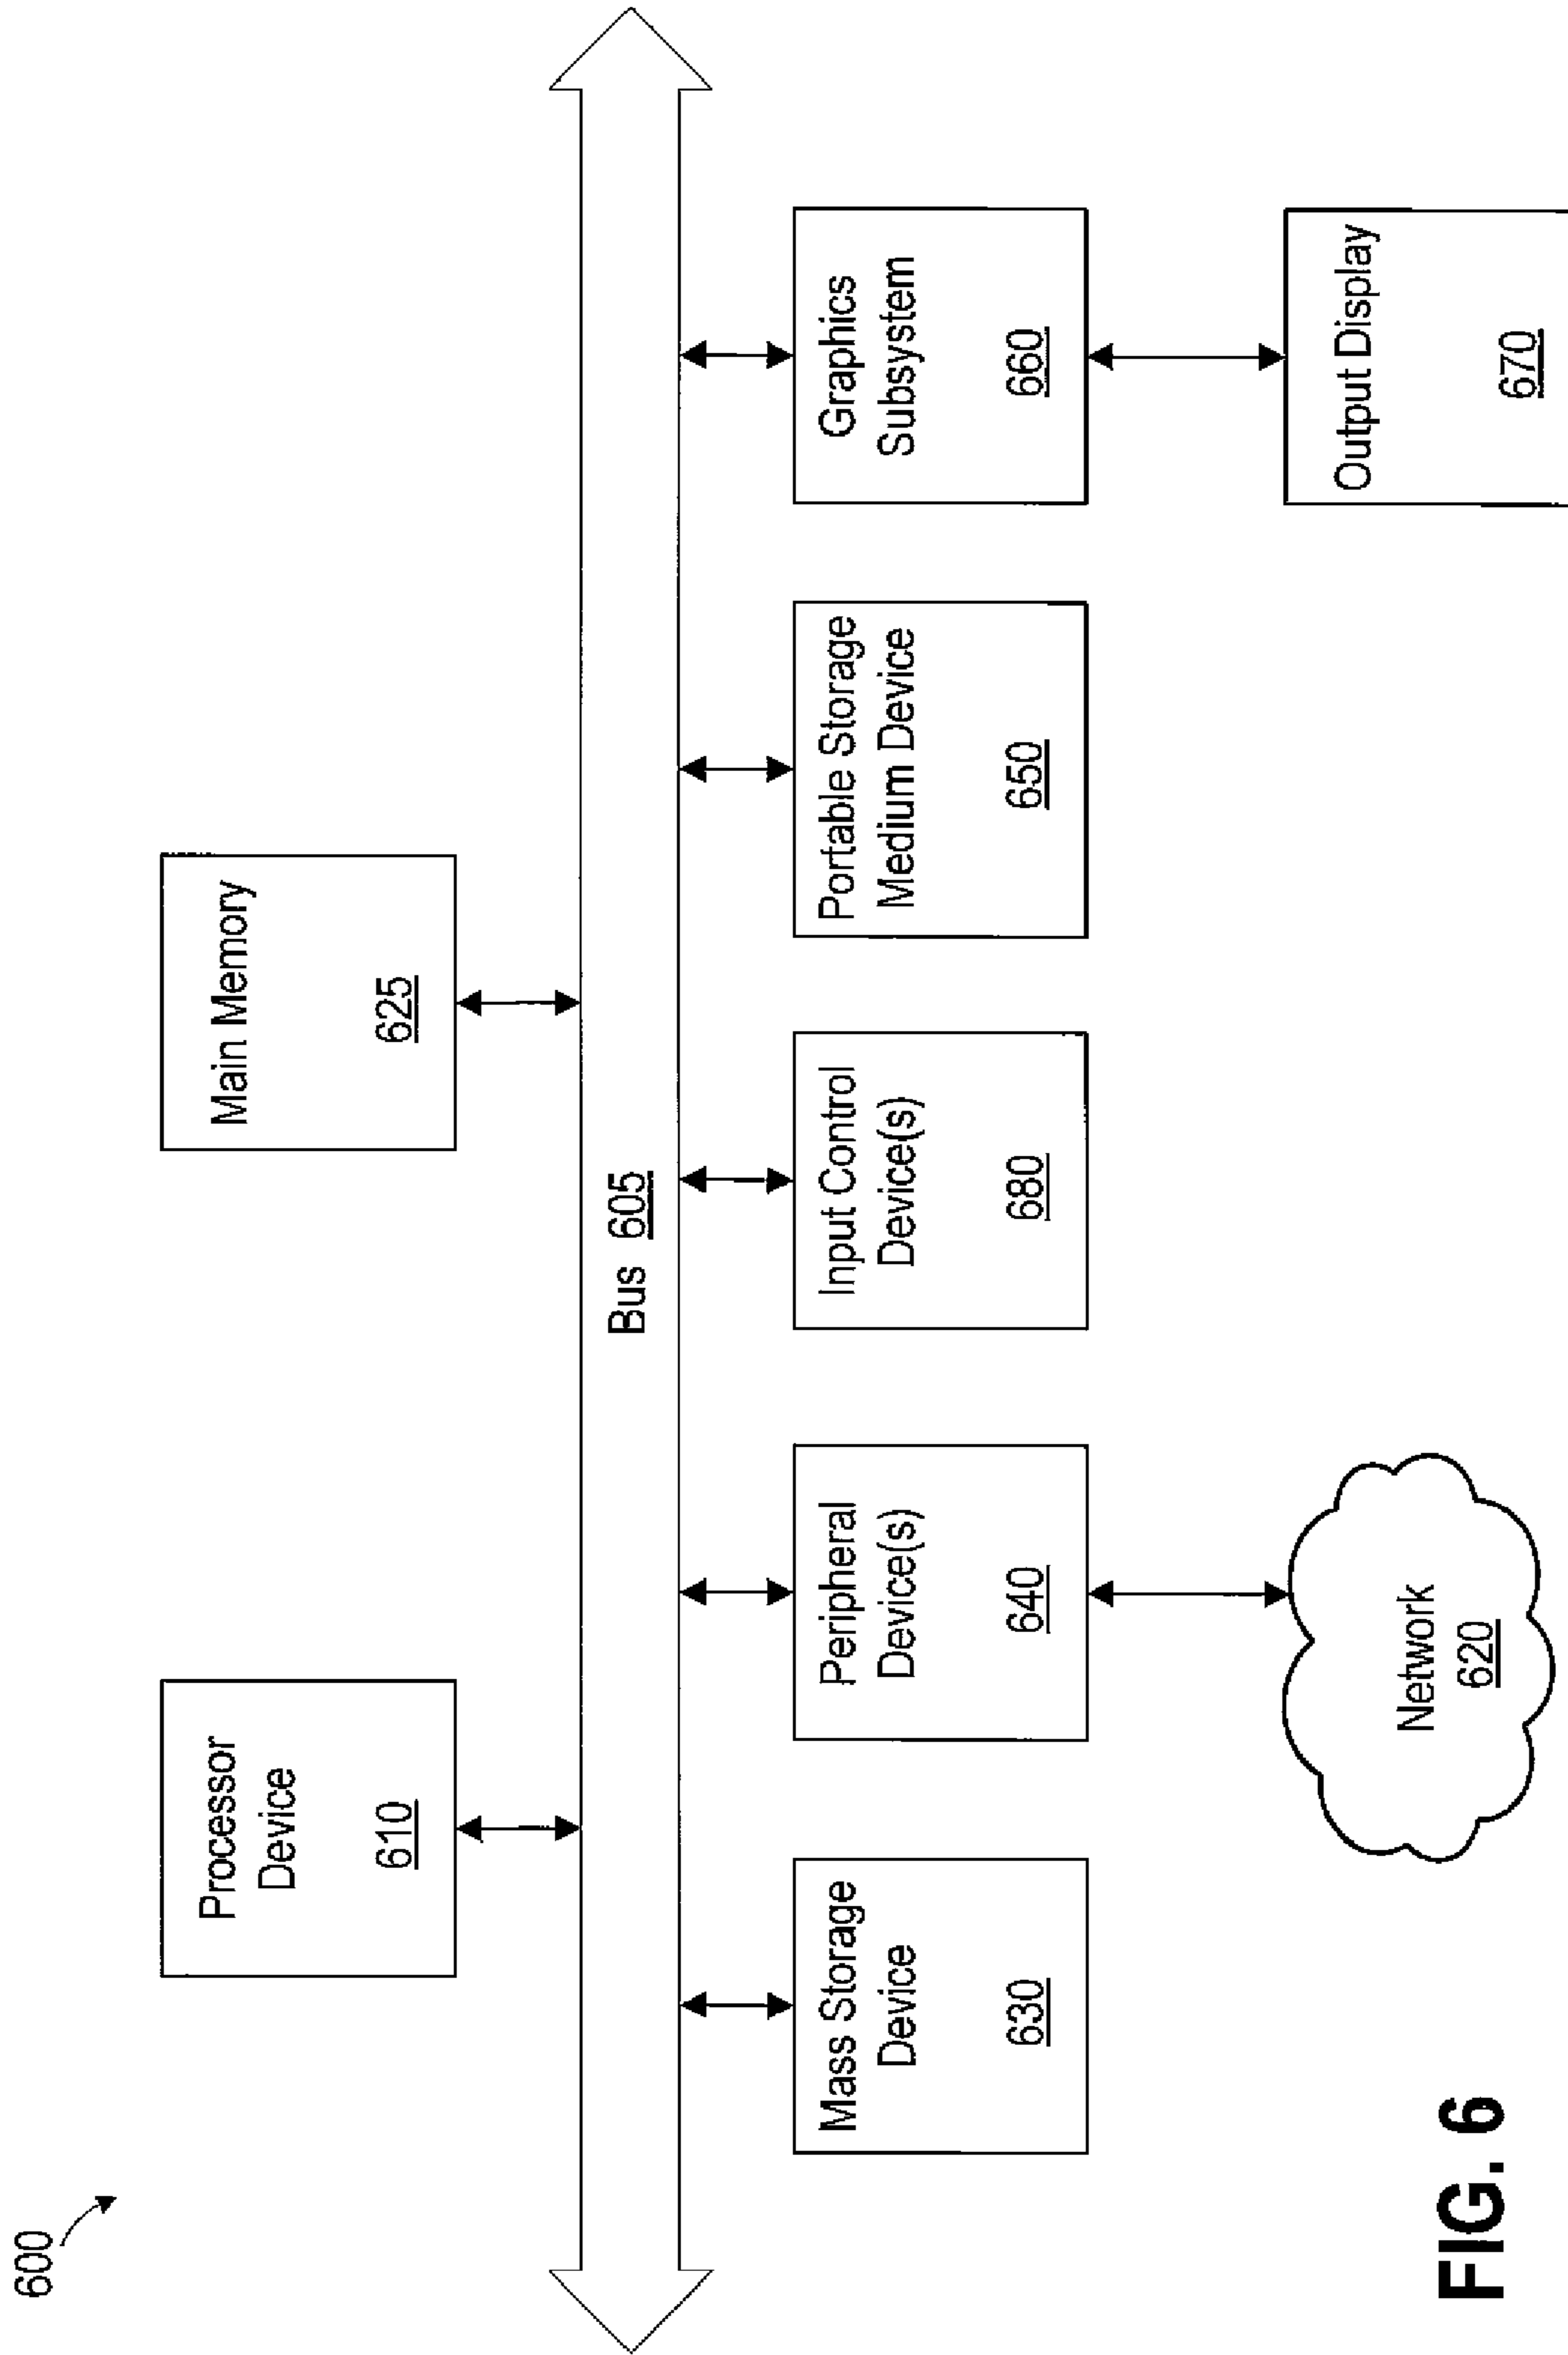 600
Processor
Device
610
Main Memory
625
Bus 605
Mass Storage
Device
630
Peripheral
Device(s)
640
Input Control
Device(s)
680
Portable Storage
Medium Device
650
Graphics
Subsystem
660
Network
620
Output Display
670
FIG. 6